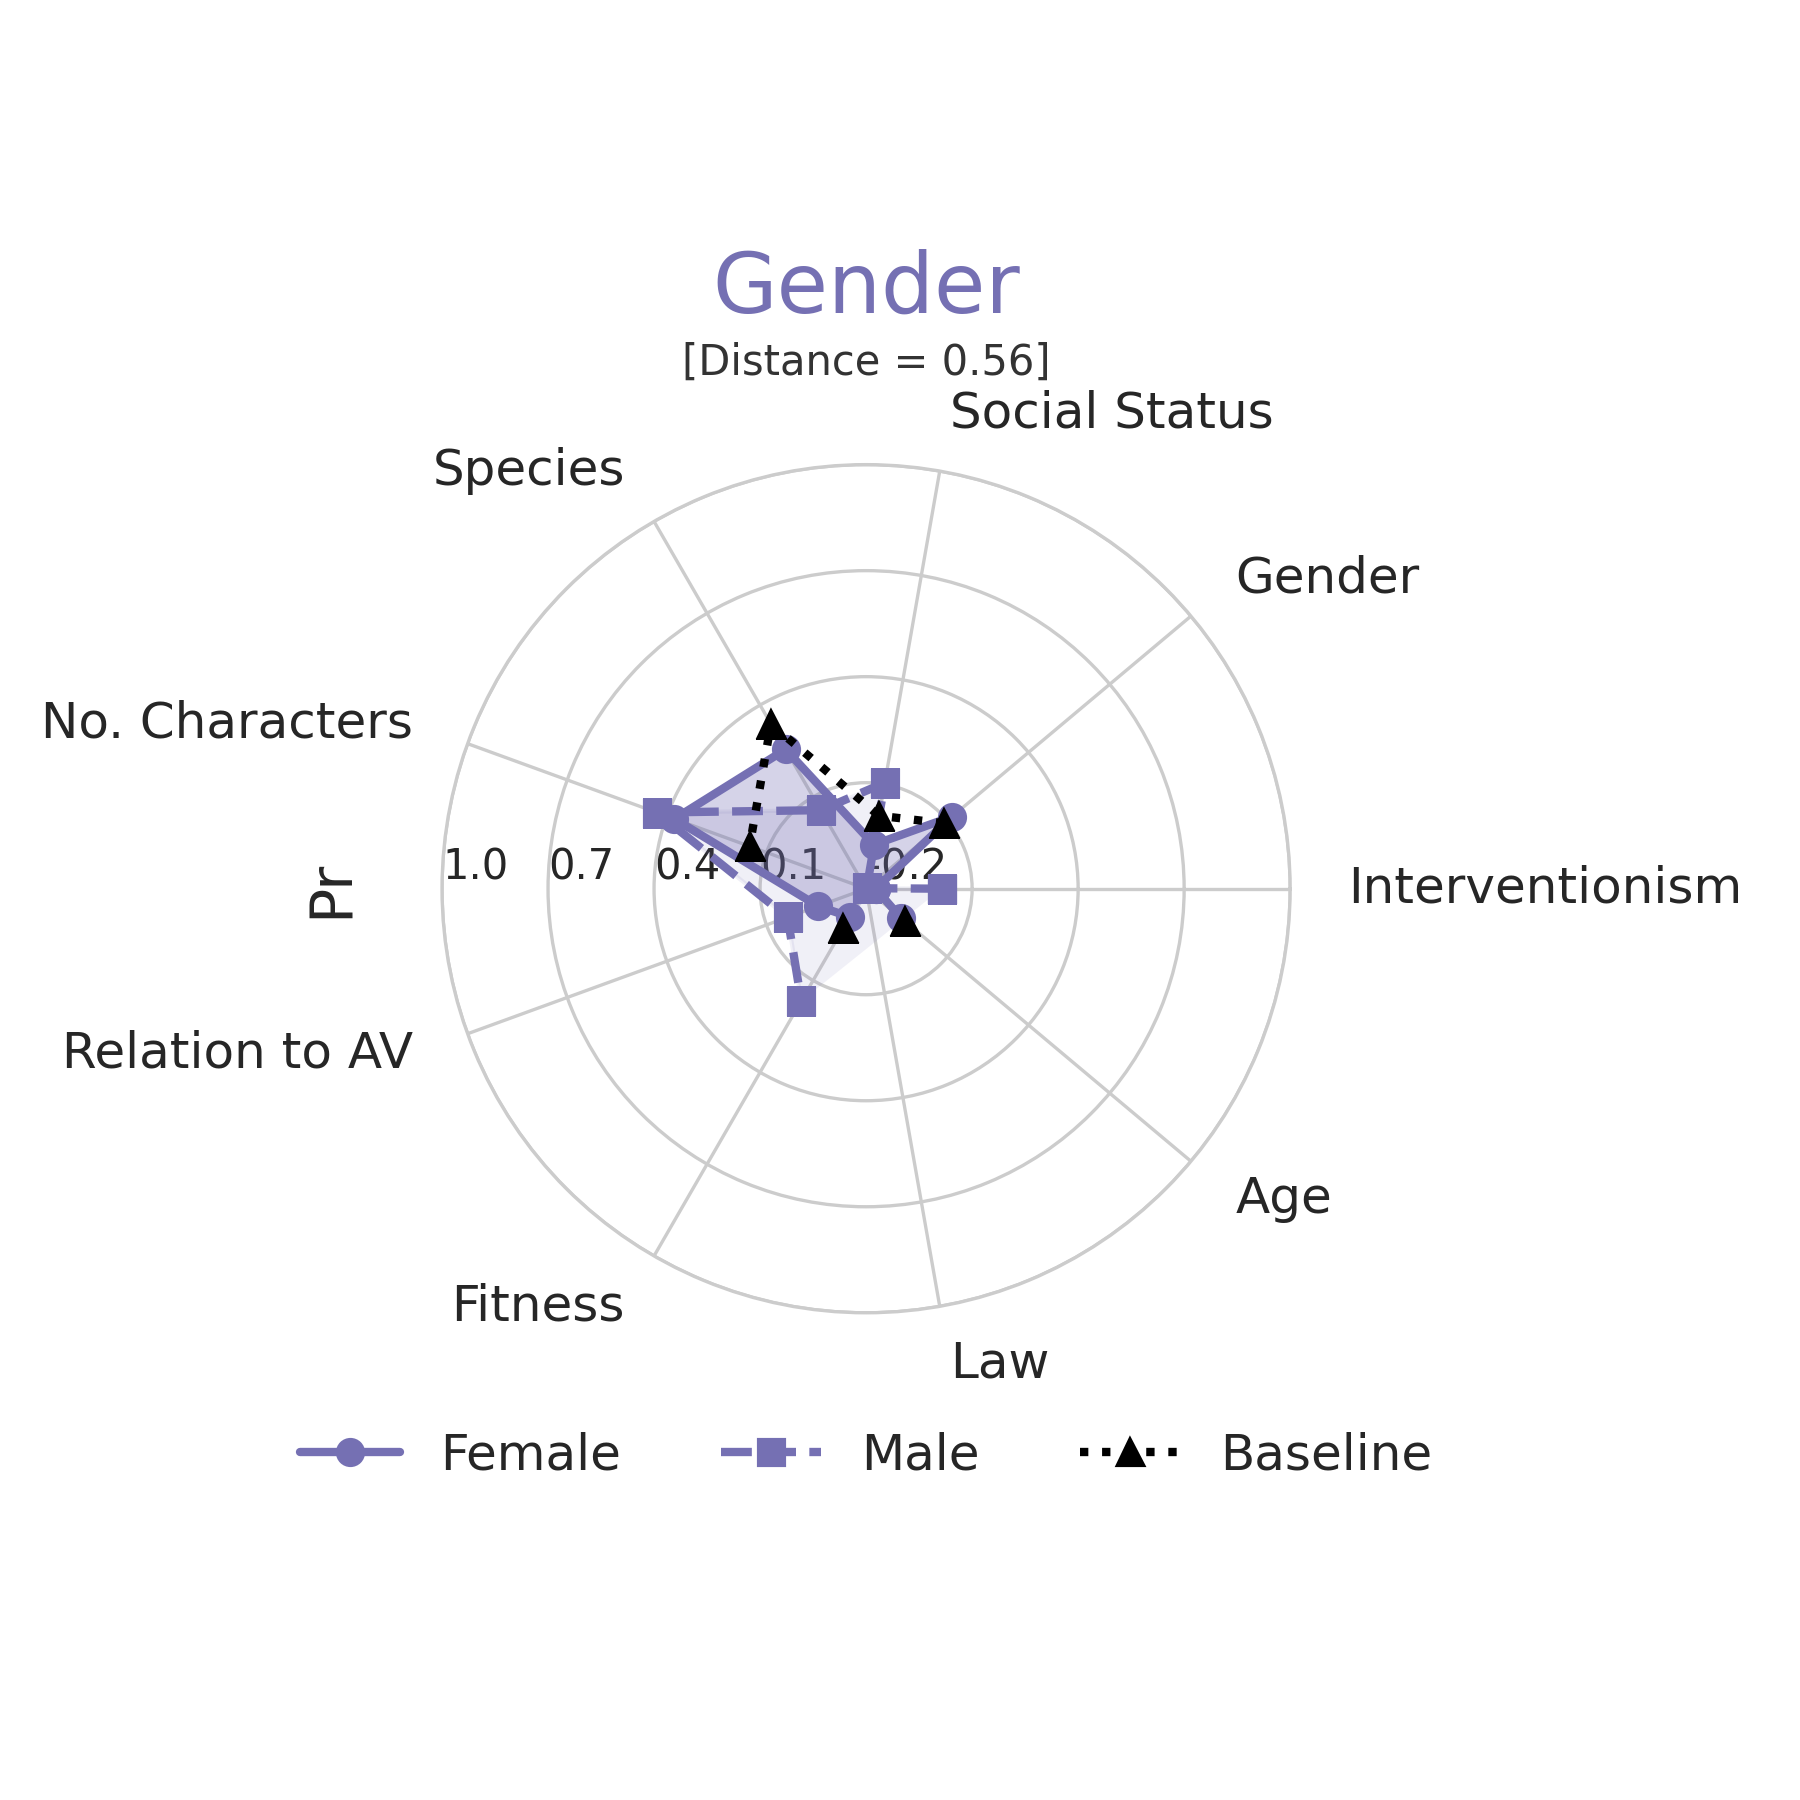 Gender
[Distance = 0.56]
Social Status
Species
Gender
No. Characters
1.0 0.7 0.4 0.1 -0.2
Pr
Interventionism
Relation to AV
Age
Fitness
Law
Female Male Baseline